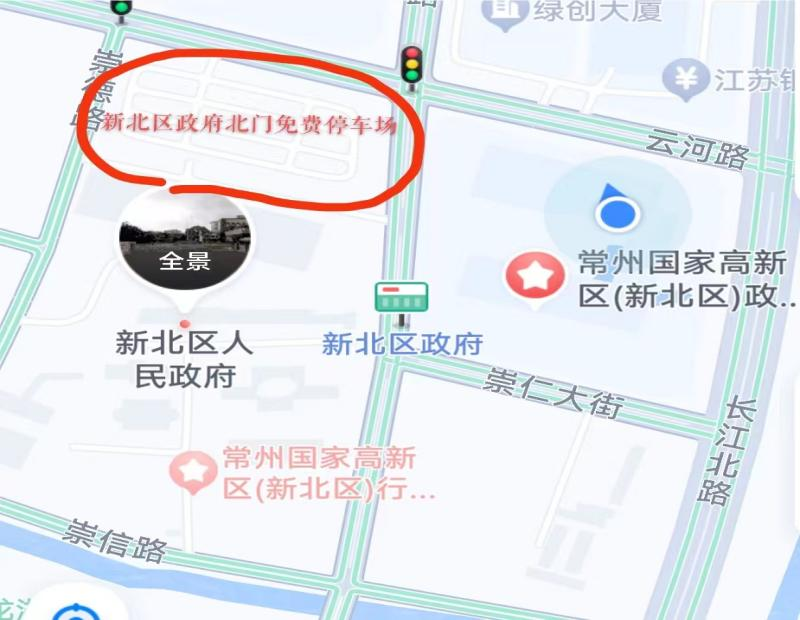 绿创大厦
江苏银
崇德路
新北区政府北门免费停车场
云河路
全景
常州国家高新
区(新北区)政...
新北区人
民政府
新北区政府
崇仁大街
长江北路
常州国家高新
区(新北区)行...
崇信路